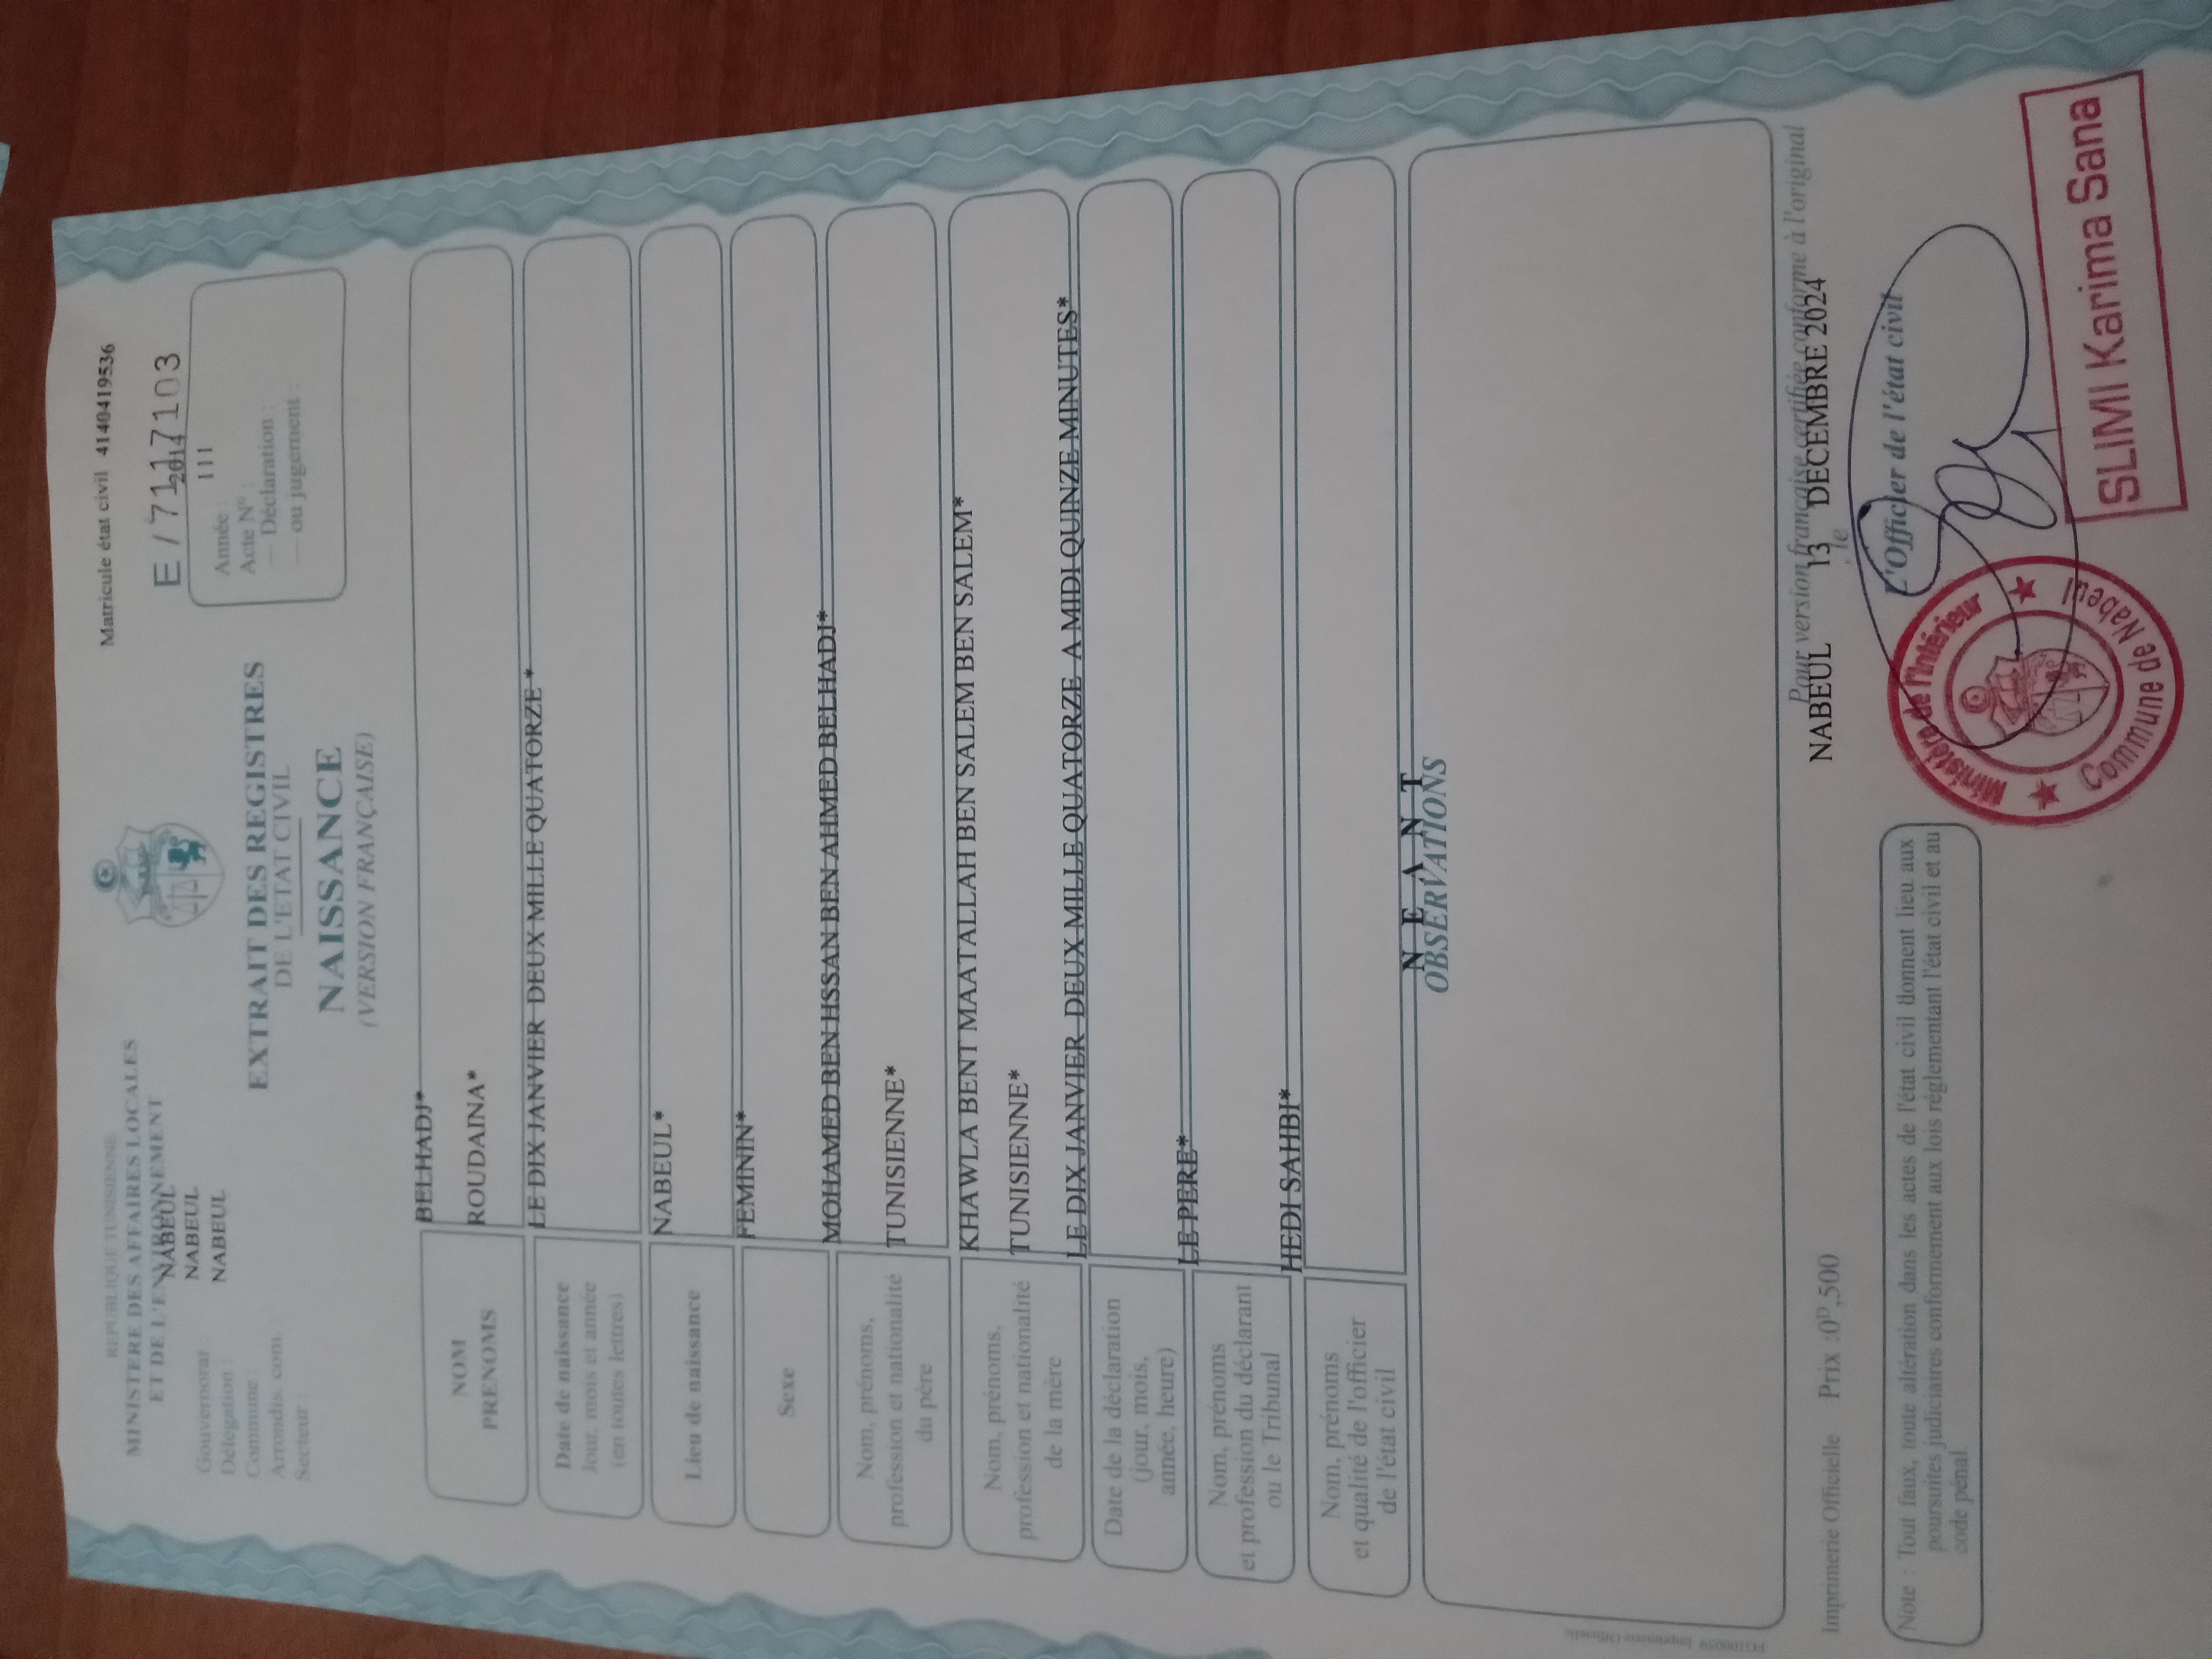 REPUBLIQUE TUNISIENNE
MINISTERE DES AFFAIRES LOCALES
ET DE L'ENVIRONNEMENT
Gouvernorat : NABEUL
Délégation : NABEUL
Commune : NABEUL
Arrondis. com. :
Secteur :
Matricule état civil 41404195​36
E / 7117103
Année : 2014
Acte N° : 111
— Déclaration :
— ou jugement :
EXTRAIT DES REGISTRES
DE L'ETAT CIVIL
NAISSANCE
(VERSION FRANÇAISE)
NOM BELHADJ*
PRENOMS ROUDAINA*
Date de naissance
Jour, mois et année
(en toutes lettres)
LE DIX JANVIER DEUX MILLE QUATORZE *
Lieu de naissance
NABEUL*
Sexe
FEMININ*
Nom, prénoms,
profession et nationalité
du père
MOHAMED BEN HSSAN BEN AHMED BELHADJ*
TUNISIENNE*
Nom, prénoms,
profession et nationalité
de la mère
KHAWLA BENT MAATALLAH BEN SALEM BEN SALEM*
TUNISIENNE*
Date de la déclaration
(jour, mois,
année, heure)
LE DIX JANVIER DEUX MILLE QUATORZE A MIDI QUINZE MINUTES*
Nom, prénoms
et profession du déclarant
ou le Tribunal
LE PERE*
Nom, prénoms
et qualité de l'officier
de l'état civil
HEDI SAHBI*
N E A N T
OBSERVATIONS
Imprimerie Officielle Prix : 0D,500
Pour version française certifiée conforme à l'original
NABEUL , le 13 DECEMBRE 2024
L'Officier de l'état civil
Ministère de l'Intérieur
Commune de Nabeul
SLIMI Karima Sana
Note : Tout faux, toute altération dans les actes de l'état civil donnent lieu aux
poursuites judiciaires conformement aux lois réglementant l'état civil et au
code pénal.
Imprimerie Officielle